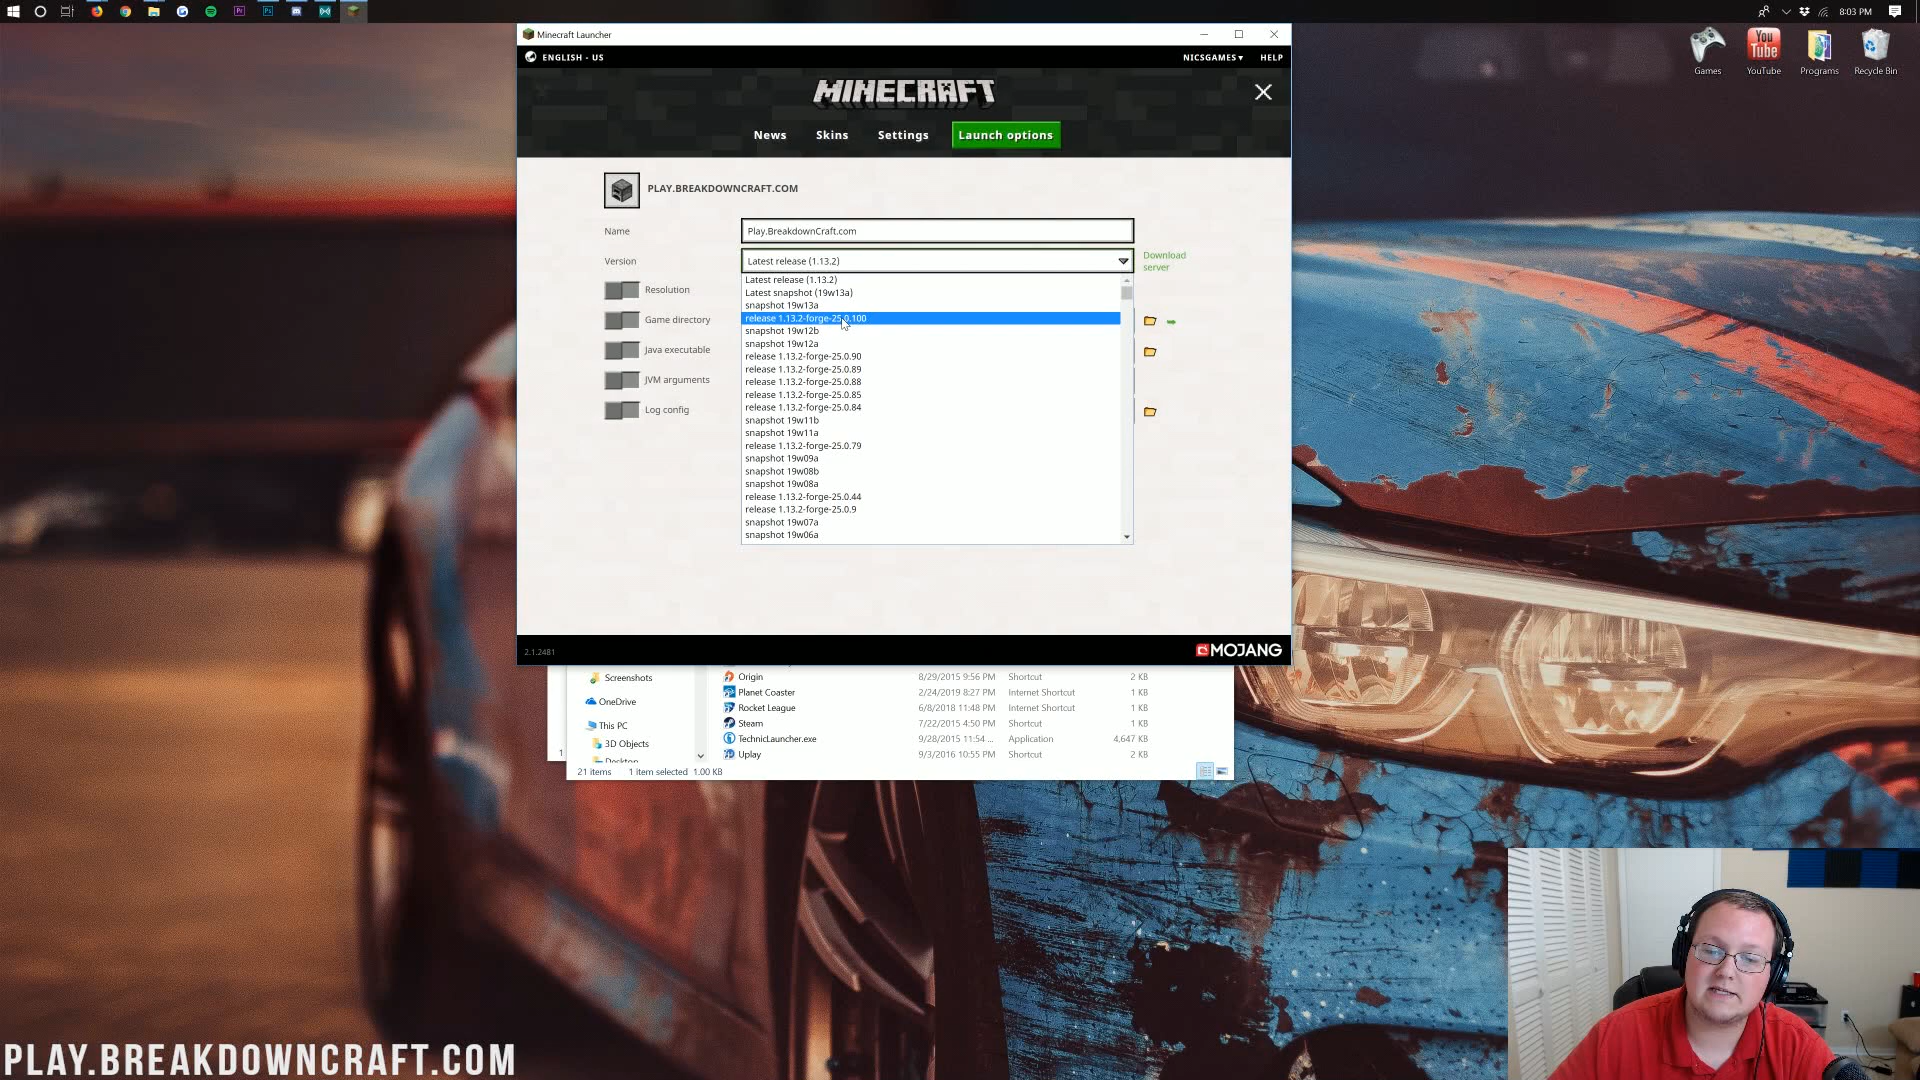 8:03 PM
Games
YouTube
Programs
Recycle Bin
Minecraft Launcher
ENGLISH - US
NICSGAMES
HELP
MINECRAFT
News
Skins
Settings
Launch options
PLAY.BREAKDOWNCRAFT.COM
Name
Play.BreakdownCraft.com
Version
Latest release (1.13.2)
Download
server
Latest release (1.13.2)
Latest snapshot (19w13a)
snapshot 19w13a
release 1.13.2-forge-25.0.100
snapshot 19w12b
snapshot 19w12a
release 1.13.2-forge-25.0.90
release 1.13.2-forge-25.0.89
release 1.13.2-forge-25.0.88
release 1.13.2-forge-25.0.85
release 1.13.2-forge-25.0.84
snapshot 19w11b
snapshot 19w11a
release 1.13.2-forge-25.0.79
snapshot 19w09a
snapshot 19w08b
snapshot 19w08a
release 1.13.2-forge-25.0.44
release 1.13.2-forge-25.0.9
snapshot 19w07a
snapshot 19w06a
Resolution
Game directory
Java executable
JVM arguments
Log config
2.1.2481
MOJANG
Screenshots
OneDrive
This PC
3D Objects
Desktop
Origin 8/29/2015 9:56 PM Shortcut 2 KB
Planet Coaster 2/24/2019 8:27 PM Internet Shortcut 1 KB
Rocket League 6/8/2018 11:48 PM Internet Shortcut 1 KB
Steam 7/22/2015 4:50 PM Shortcut 2 KB
TechnicLauncher.exe 9/28/2015 11:54 ... Application 4,647 KB
Uplay 9/3/2016 10:55 PM Shortcut 2 KB
1
21 items 1 item selected 1.00 KB
PLAY.BREAKDOWNCRAFT.COM